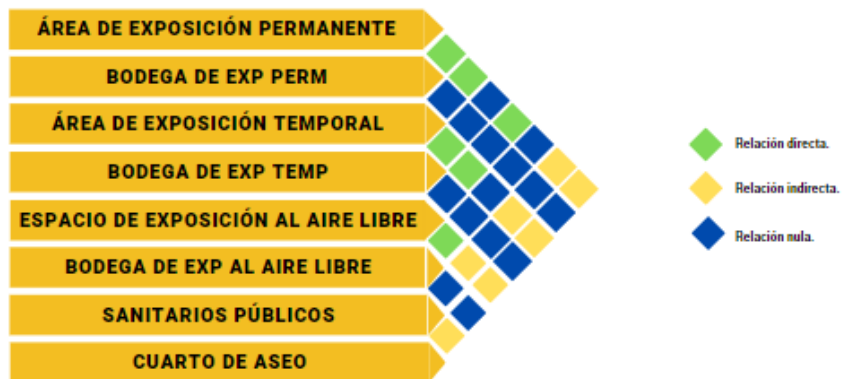 ÁREA DE EXPOSICIÓN PERMANENTE
BODEGA DE EXP PERM
ÁREA DE EXPOSICIÓN TEMPORAL
BODEGA DE EXP TEMP
ESPACIO DE EXPOSICIÓN AL AIRE LIBRE
BODEGA DE EXP AL AIRE LIBRE
SANITARIOS PÚBLICOS
CUARTO DE ASEO
Relación directa.
Relación indirecta.
Relación nula.